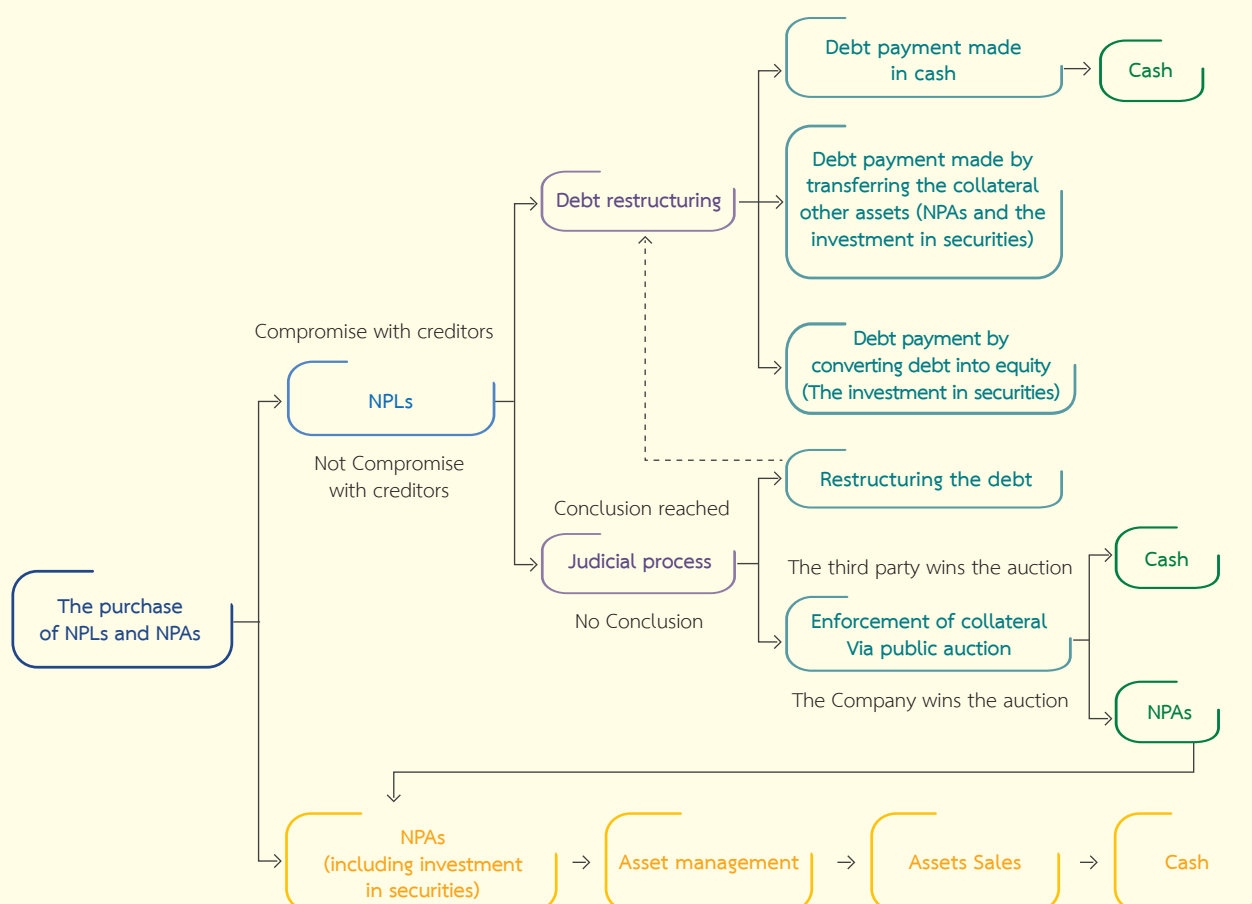 Debt payment made
in cash
Cash
Debt payment made by
transferring the collateral
other assets (NPAs and the
investment in securities)
Debt restructuring
Compromise with creditors
Debt payment by
converting debt into equity
(The investment in securities)
NPLs
Not Compromise
with creditors
Restructuring the debt
Conclusion reached
Judicial process
No Conclusion
The third party wins the auction
Cash
Enforcement of collateral
Via public auction
The Company wins the auction
NPAs
The purchase
of NPLs and NPAs
NPAs
(including investment
in securities)
Asset management
Assets Sales
Cash